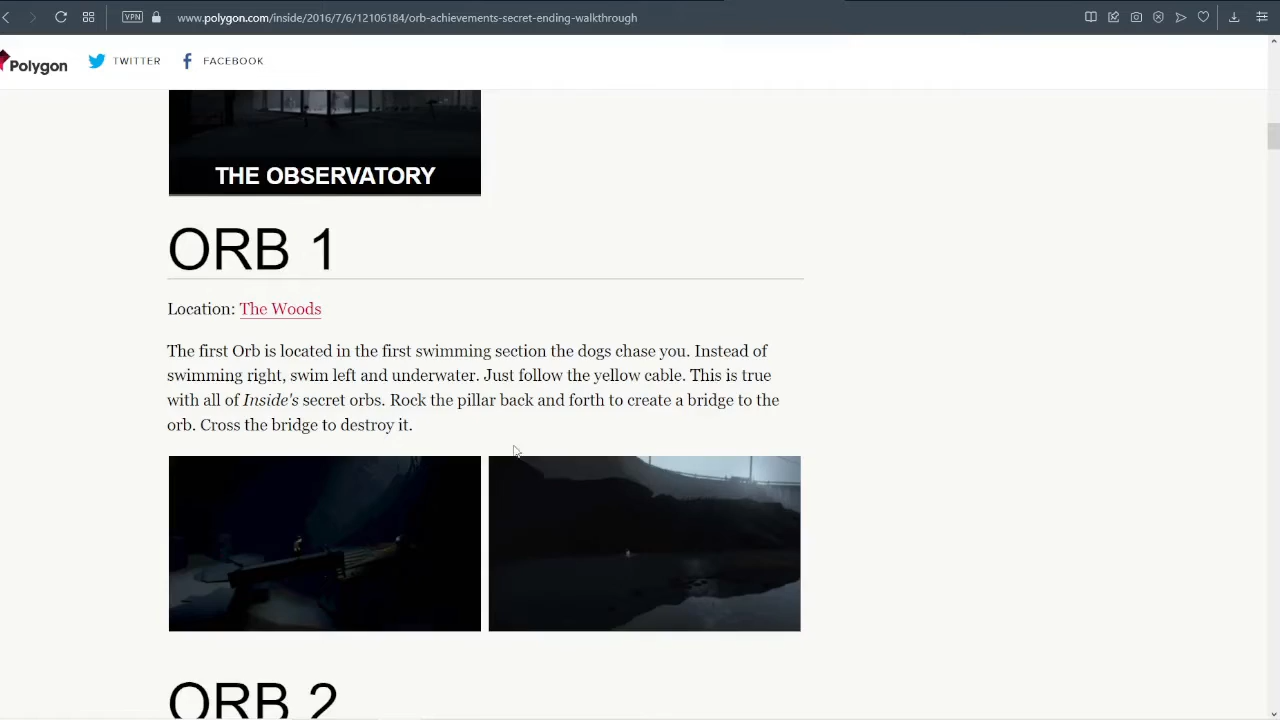 VPN
www.polygon.com/inside/2016/7/6/12106184/orb-achievements-secret-ending-walkthrough
Polygon
TWITTER
FACEBOOK
THE OBSERVATORY
ORB 1
Location: The Woods
The first Orb is located in the first swimming section the dogs chase you. Instead of
swimming right, swim left and underwater. Just follow the yellow cable. This is true
with all of Inside's secret orbs. Rock the pillar back and forth to create a bridge to the
orb. Cross the bridge to destroy it.
ORB 2